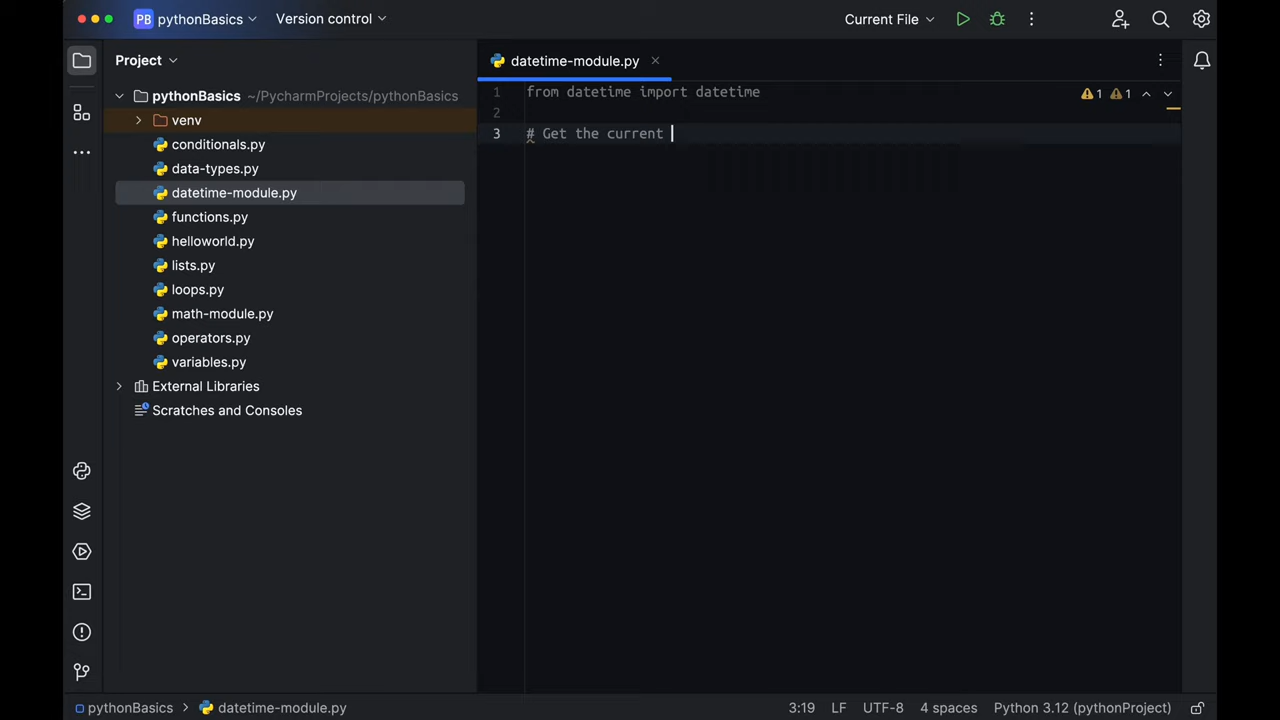 PB pythonBasics Version control Current File
Project
datetime-module.py
pythonBasics ~/PycharmProjects/pythonBasics
venv
conditionals.py
data-types.py
datetime-module.py
functions.py
helloworld.py
lists.py
loops.py
math-module.py
operators.py
variables.py
External Libraries
Scratches and Consoles
1 from datetime import datetime
2
3 # Get the current
1 1
pythonBasics datetime-module.py 3:19 LF UTF-8 4 spaces Python 3.12 (pythonProject)